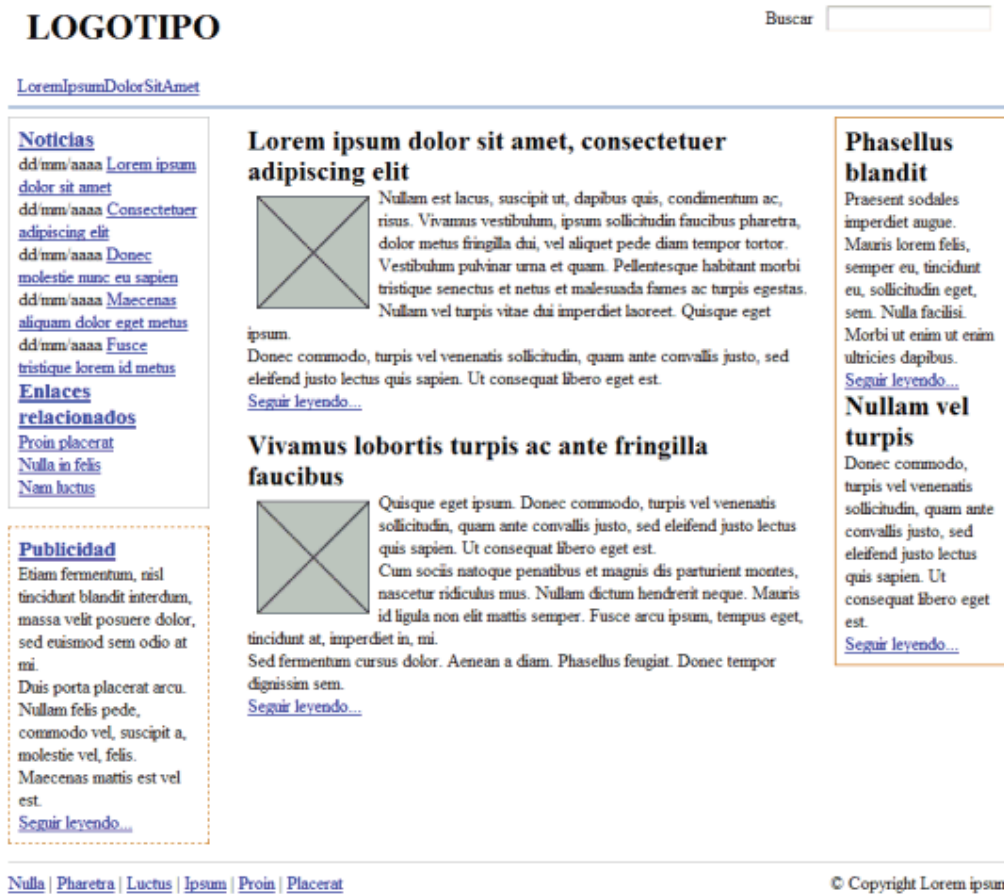 LOGOTIPO
Buscar
LoremIpsumDolorSitAmet
Noticias
dd/mm/aaaa Lorem ipsum
dolor sit amet
dd/mm/aaaa Consectetuer
adipiscing elit
dd/mm/aaaa Donec
molestie nunc eu sapien
dd/mm/aaaa Maecenas
aliquam dolor eget metus
dd/mm/aaaa Fusce
tristique lorem id metus
Enlaces
relacionados
Proin placerat
Nulla in felis
Nam luctus
Publicidad
Etiam fermentum, nisl
tincidunt blandit interdum,
massa velit posuere dolor,
sed euismod sem odio at
mi.
Duis porta placerat arcu.
Nullam felis pede,
commodo vel, suscipit a,
molestie vel, felis.
Maecenas mattis est vel
est.
Seguir leyendo...
Lorem ipsum dolor sit amet, consectetuer
adipiscing elit
Nullam est lacus, suscipit ut, dapibus quis, condimentum ac,
risus. Vivamus vestibulum, ipsum sollicitudin faucibus pharetra,
dolor metus fringilla dui, vel aliquet pede diam tempor tortor.
Vestibulum pulvinar urna et quam. Pellentesque habitant morbi
tristique senectus et netus et malesuada fames ac turpis egestas.
Nullam vel turpis vitae dui imperdiet laoreet. Quisque eget
ipsum.
Donec commodo, turpis vel venenatis sollicitudin, quam ante convallis justo, sed
eleifend justo lectus quis sapien. Ut consequat libero eget est.
Seguir leyendo...
Vivamus lobortis turpis ac ante fringilla
faucibus
Quisque eget ipsum. Donec commodo, turpis vel venenatis
sollicitudin, quam ante convallis justo, sed eleifend justo lectus
quis sapien. Ut consequat libero eget est.
Cum sociis natoque penatibus et magnis dis parturient montes,
nascetur ridiculus mus. Nullam dictum hendrerit neque. Mauris
id ligula non elit mattis semper. Fusce arcu ipsum, tempus eget,
tincidunt at, imperdiet in, mi.
Sed fermentum cursus dolor. Aenean a diam. Phasellus feugiat. Donec tempor
dignissim sem.
Seguir leyendo...
Phasellus
blandit
Praesent sodales
imperdiet augue.
Mauris lorem felis,
semper eu, tincidunt
eu, sollicitudin eget,
sem. Nulla facilisi.
Morbi ut enim ut enim
ultricies dapibus.
Seguir leyendo...
Nullam vel
turpis
Donec commodo,
turpis vel venenatis
sollicitudin, quam ante
convallis justo, sed
eleifend justo lectus
quis sapien. Ut
consequat libero eget
est.
Seguir leyendo...
Nulla | Pharetra | Luctus | Ipsum | Proin | Placerat
© Copyright Lorem ipsum